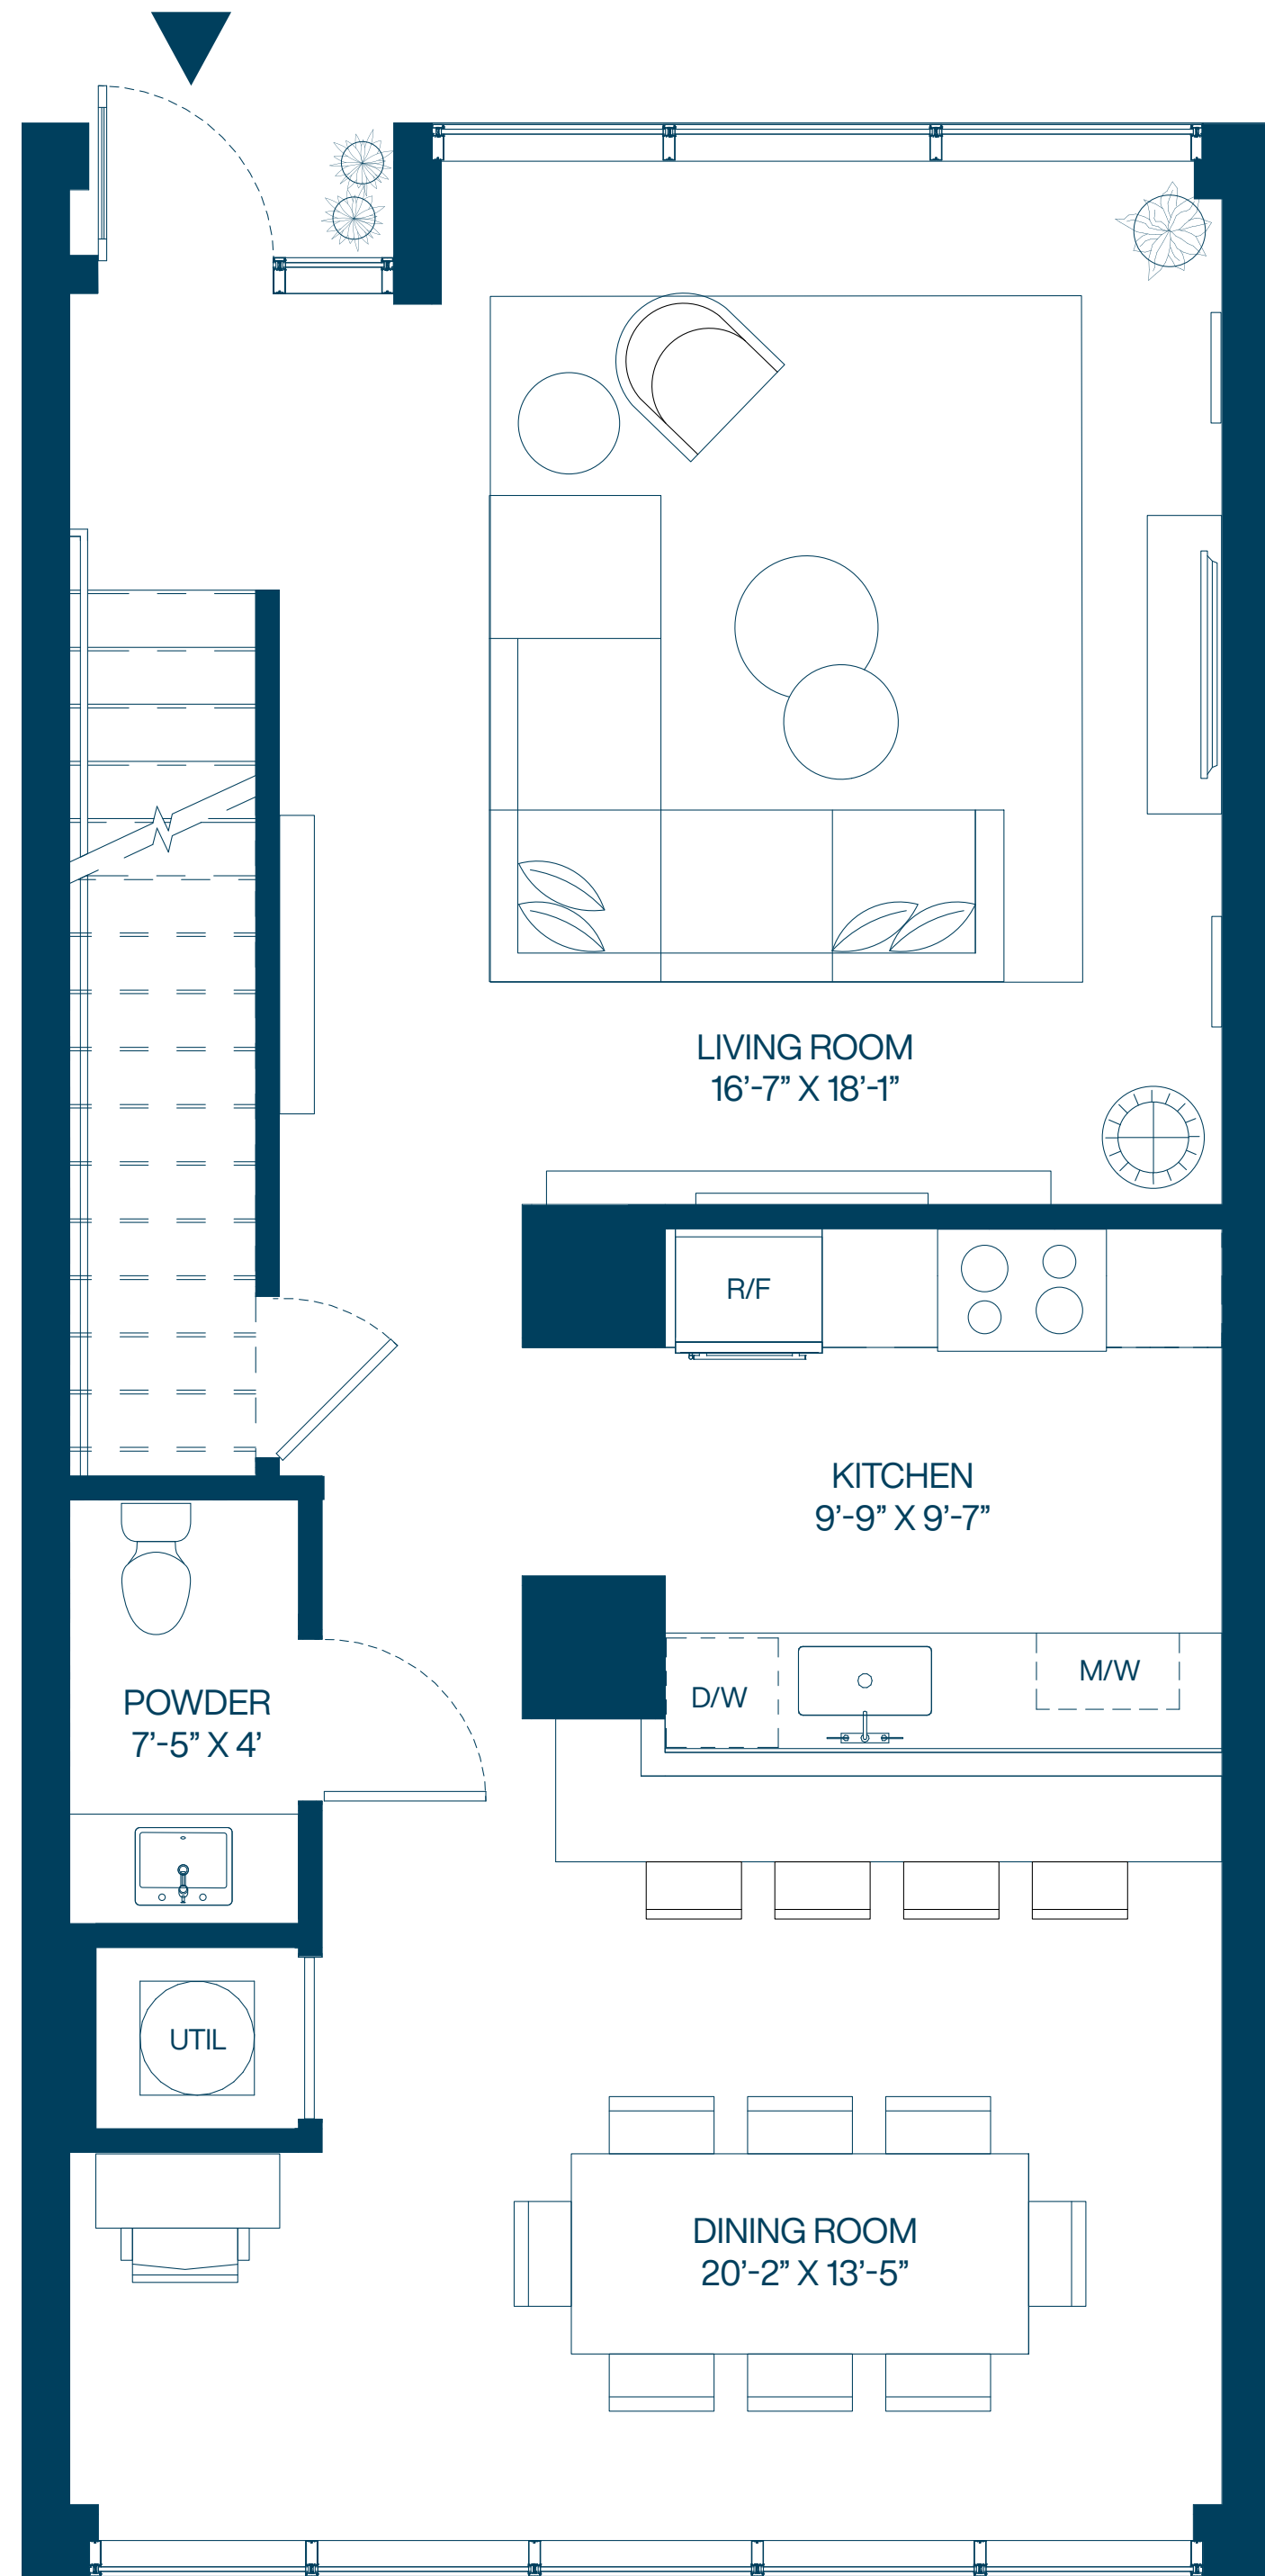 LIVING ROOM
16’-7” X 18’-1”
R/F
KITCHEN
9’-9” X 9’-7”
D/W
M/W
POWDER
7’-5” X 4’
UTIL
DINING ROOM
20’-2” X 13’-5”